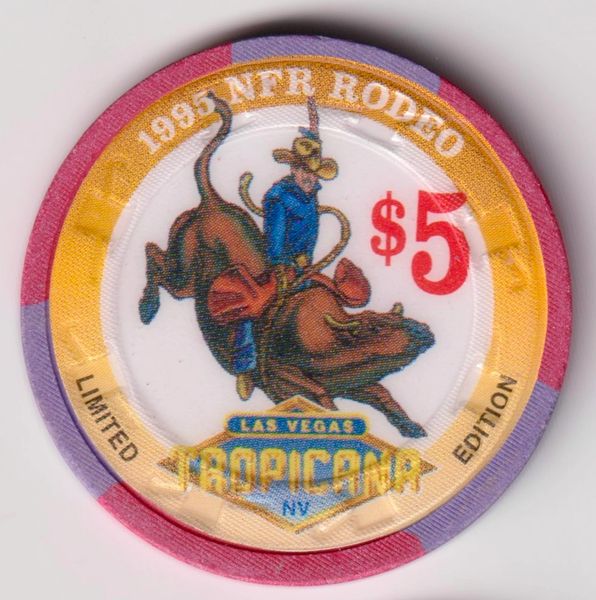 1995 NFR RODEO
$5
LIMITED
EDITION
LAS VEGAS
TROPICANA
NV